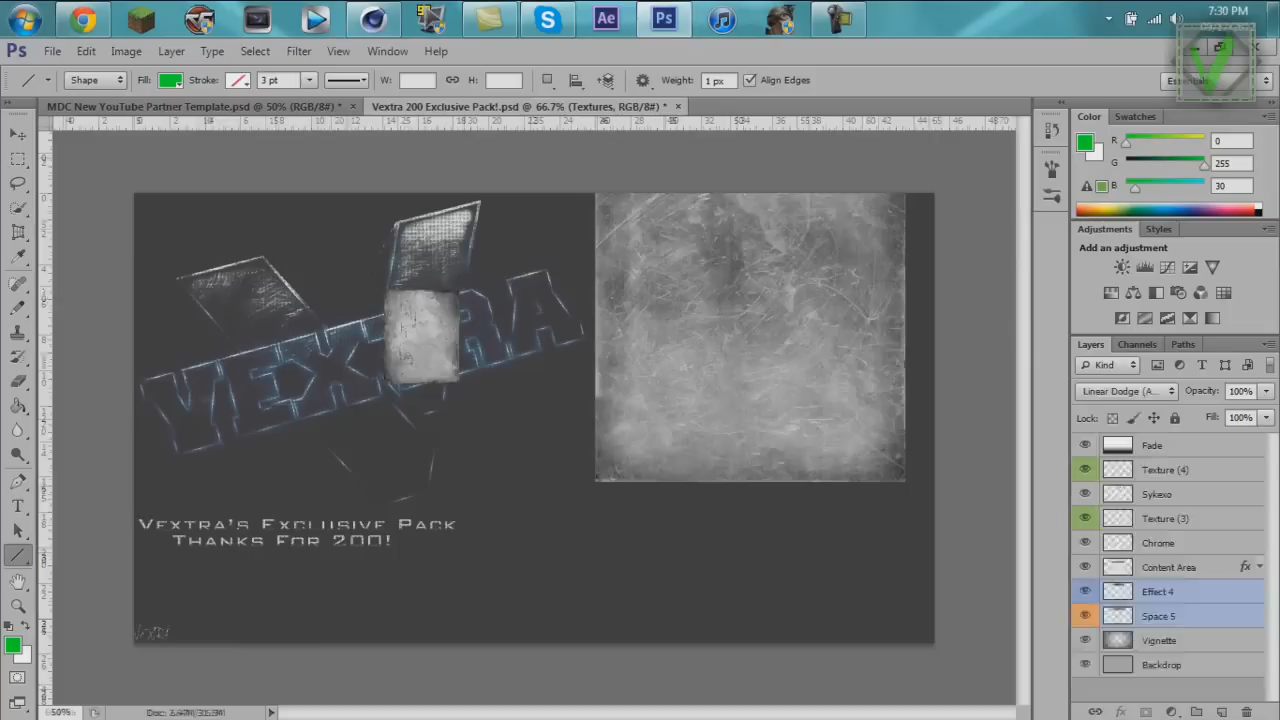 7:30 PM
Ps File Edit Image Layer Type Select Filter View Window Help
Shape Fill: Stroke: 3 pt W: H: Weight: 1 px Align Edges
MDC New YouTube Partner Template.psd @ 50% (RGB/8#) * × Vextra 200 Exclusive Pack!.psd @ 66.7% (Textures, RGB/8#) * ×
Color Swatches
R 0
G 255
B 30
Adjustments Styles
Add an adjustment
Layers Channels Paths
Kind
Linear Dodge (A... Opacity: 100%
Lock: Fill: 100%
Fade
Texture (4)
Sykexo
Texture (3)
Chrome
Content Area fx
Effect 4
Space 5
Vignette
Backdrop
VEXTRA
Vextra's Exclusive Pack
Thanks For 200!